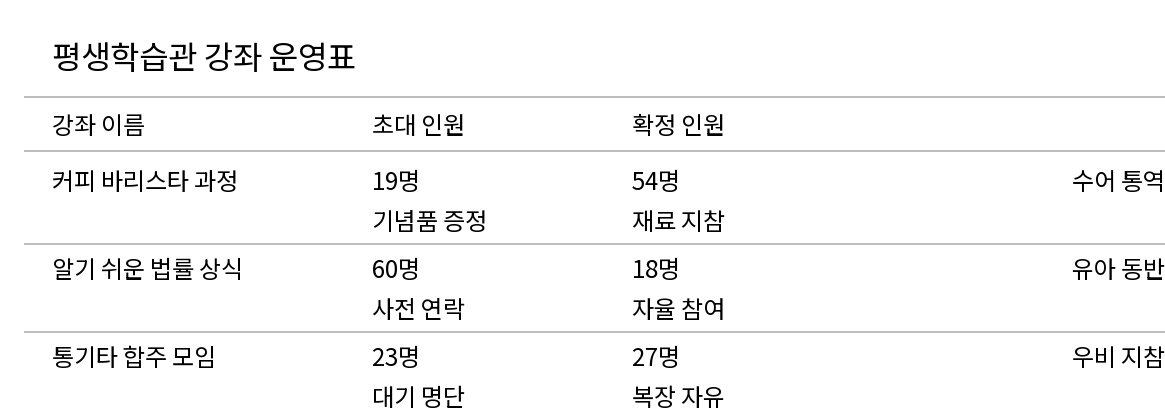 평생학습관 강좌 운영표
강좌 이름 초대 인원 확정 인원
커피 바리스타 과정 19명 54명 수어 통역
기념품 증정 재료 지참
알기 쉬운 법률 상식 60명 18명 유아 동반
사전 연락 자율 참여
통기타 합주 모임 23명 27명 우비 지참
대기 명단 복장 자유